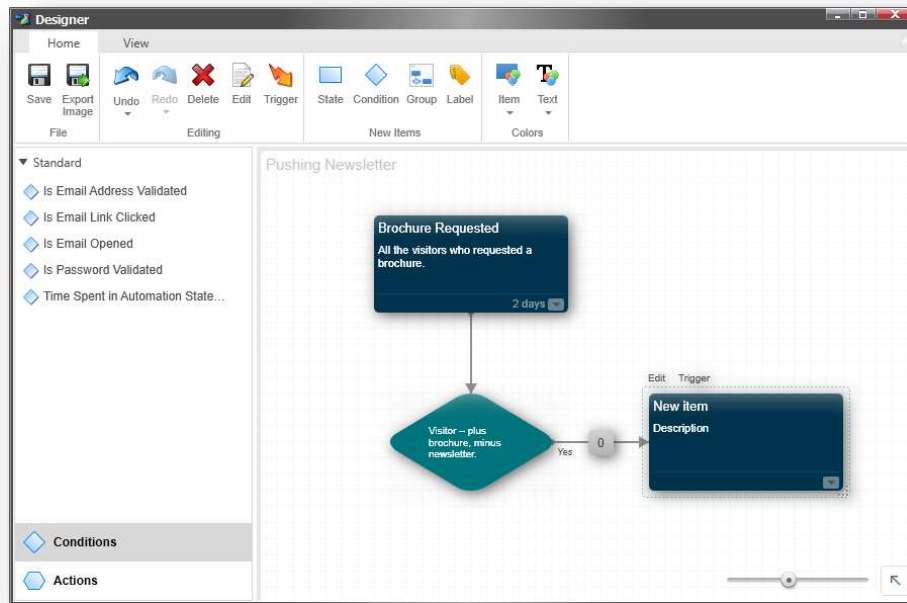 Designer
Home View
Save Export Image Undo Redo Delete Edit Trigger State Condition Group Label Item Text
File Editing New Items Colors
Standard
Is Email Address Validated
Is Email Link Clicked
Is Email Opened
Is Password Validated
Time Spent in Automation State...
Conditions
Actions
Pushing Newsletter
Brochure Requested
All the visitors who requested a
brochure.
2 days
Visitor – plus
brochure, minus
newsletter.
Yes
0
Edit Trigger
New item
Description